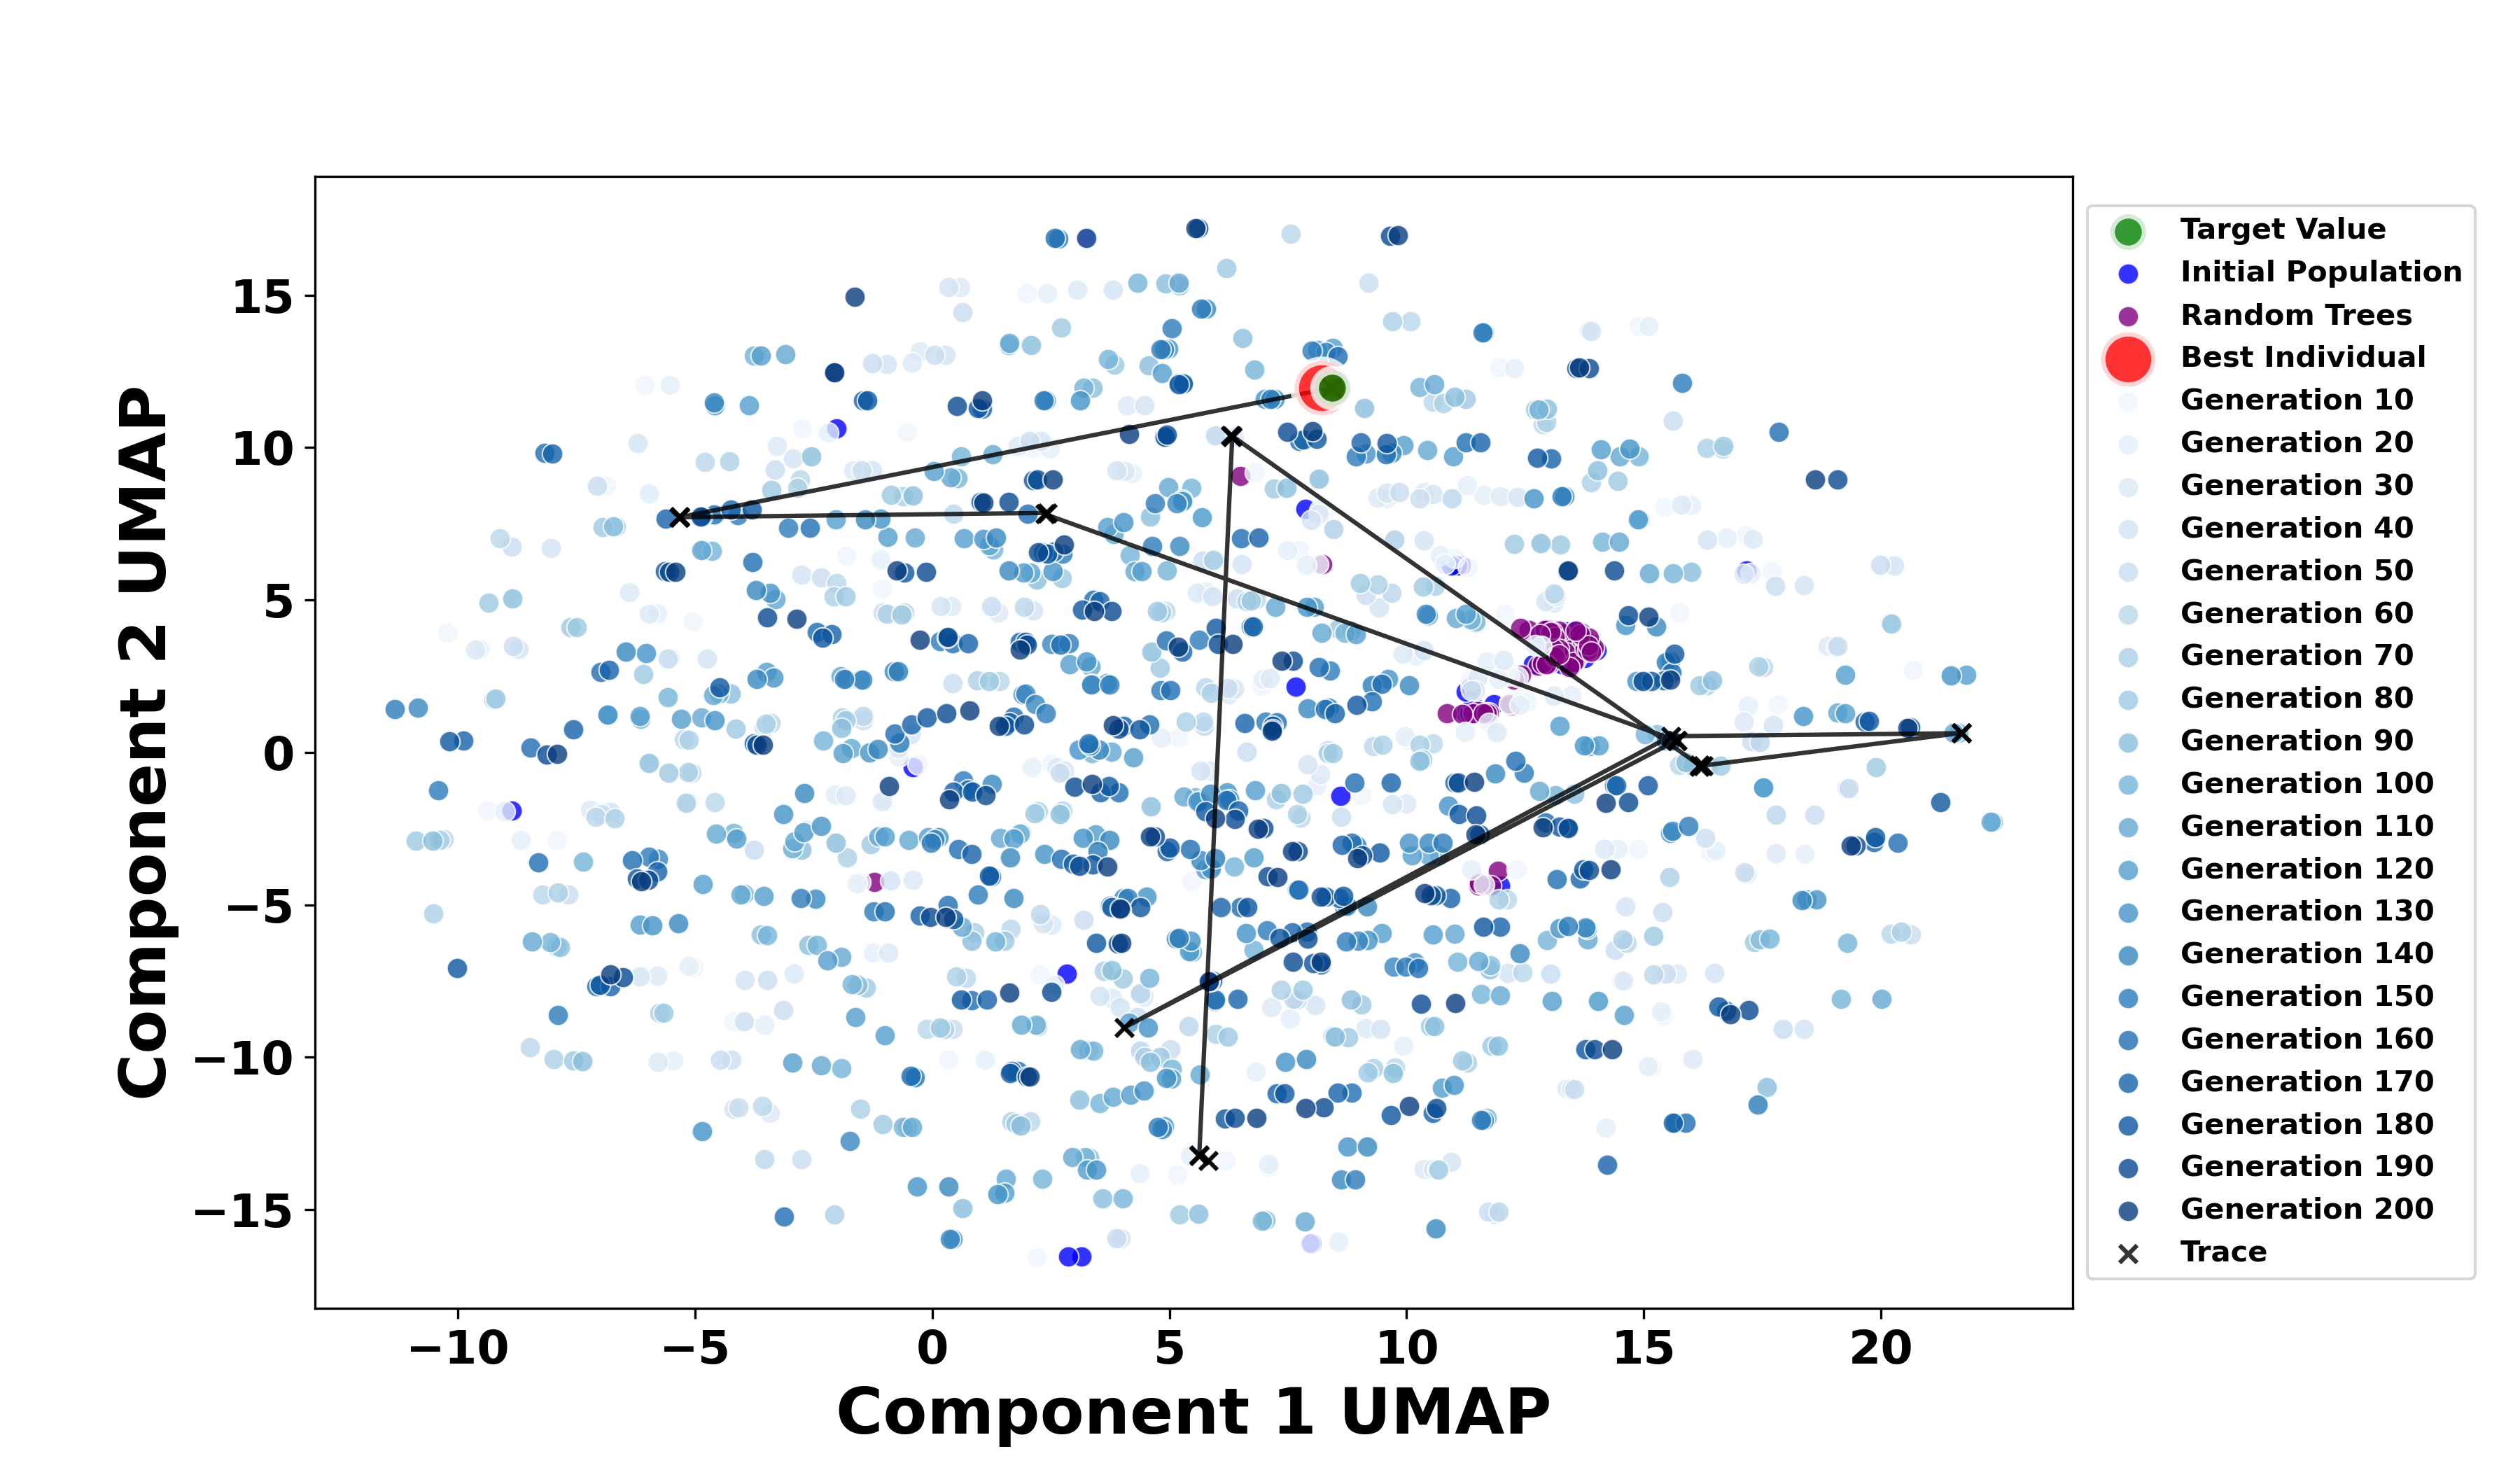 Component 2 UMAP
15
10
5
0
−5
−10
−15
−10
−5
0
5
10
15
20
Component 1 UMAP
Target Value
Initial Population
Random Trees
Best Individual
Generation 10
Generation 20
Generation 30
Generation 40
Generation 50
Generation 60
Generation 70
Generation 80
Generation 90
Generation 100
Generation 110
Generation 120
Generation 130
Generation 140
Generation 150
Generation 160
Generation 170
Generation 180
Generation 190
Generation 200
Trace